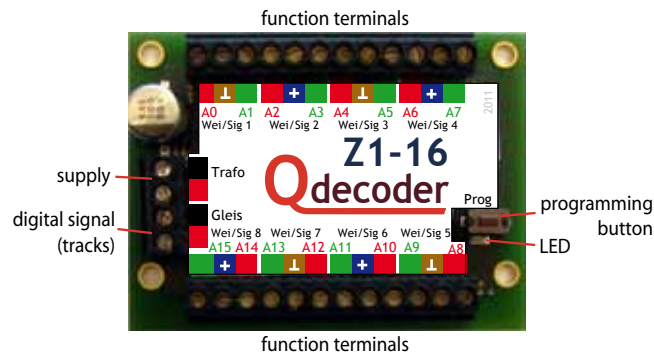 function terminals
A0 A1 A2 A3 A4 A5 A6 A7
Wei/Sig 1 Wei/Sig 2 Wei/Sig 3 Wei/Sig 4
2011
Z1-16
Qdecoder
supply
Trafo
digital signal
(tracks)
Gleis
Prog
programming
button
LED
Wei/Sig 8 Wei/Sig 7 Wei/Sig 6 Wei/Sig 5
A15 A14 A13 A12 A11 A10 A9 A8
function terminals